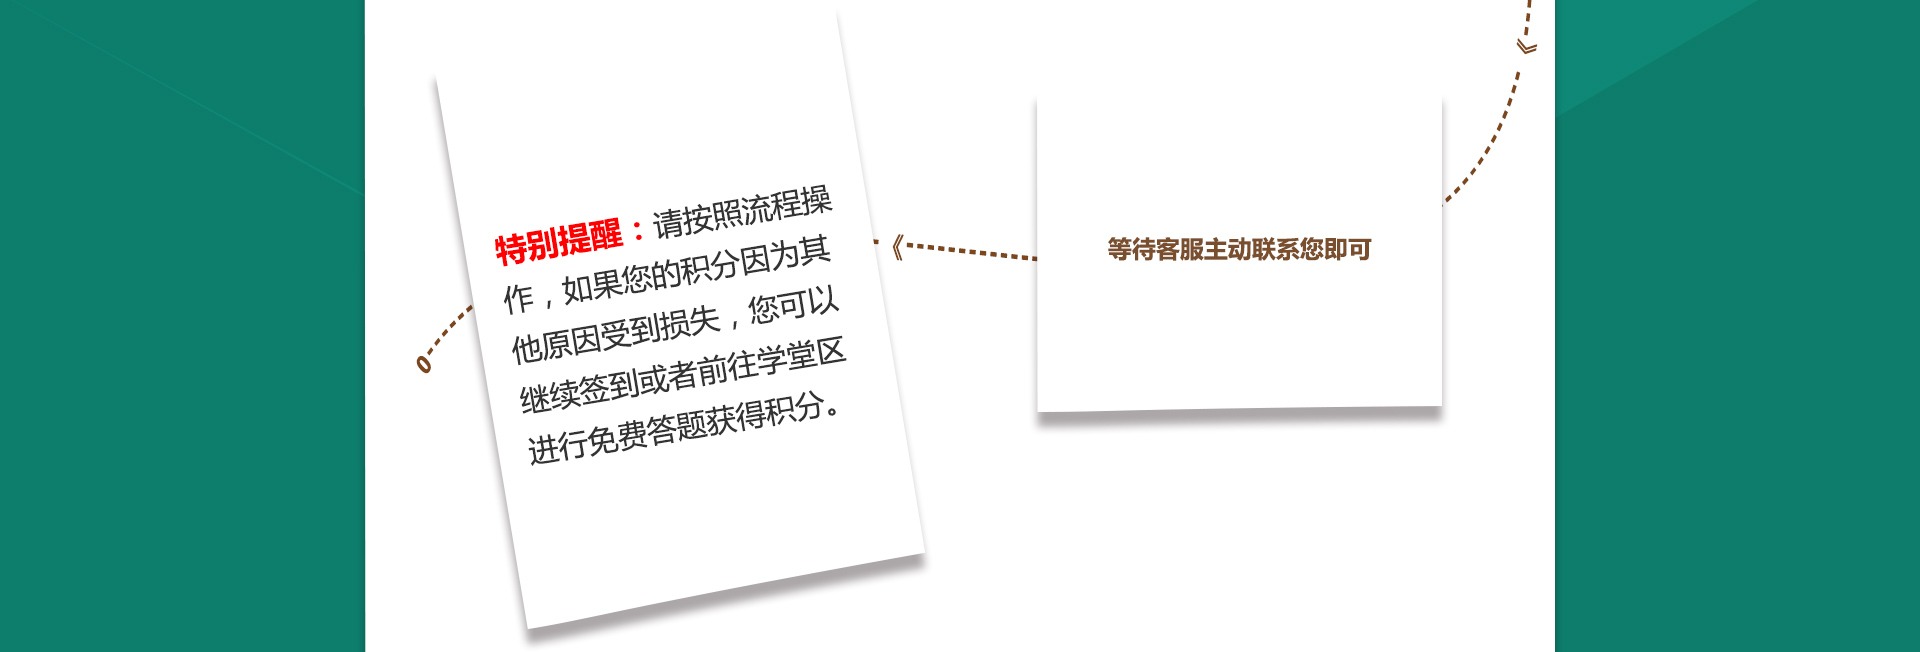 特别提醒：请按照流程操
作，如果您的积分因为其
他原因受到损失，您可以
继续签到或者前往学堂区
进行免费答题获得积分。
等待客服主动联系您即可